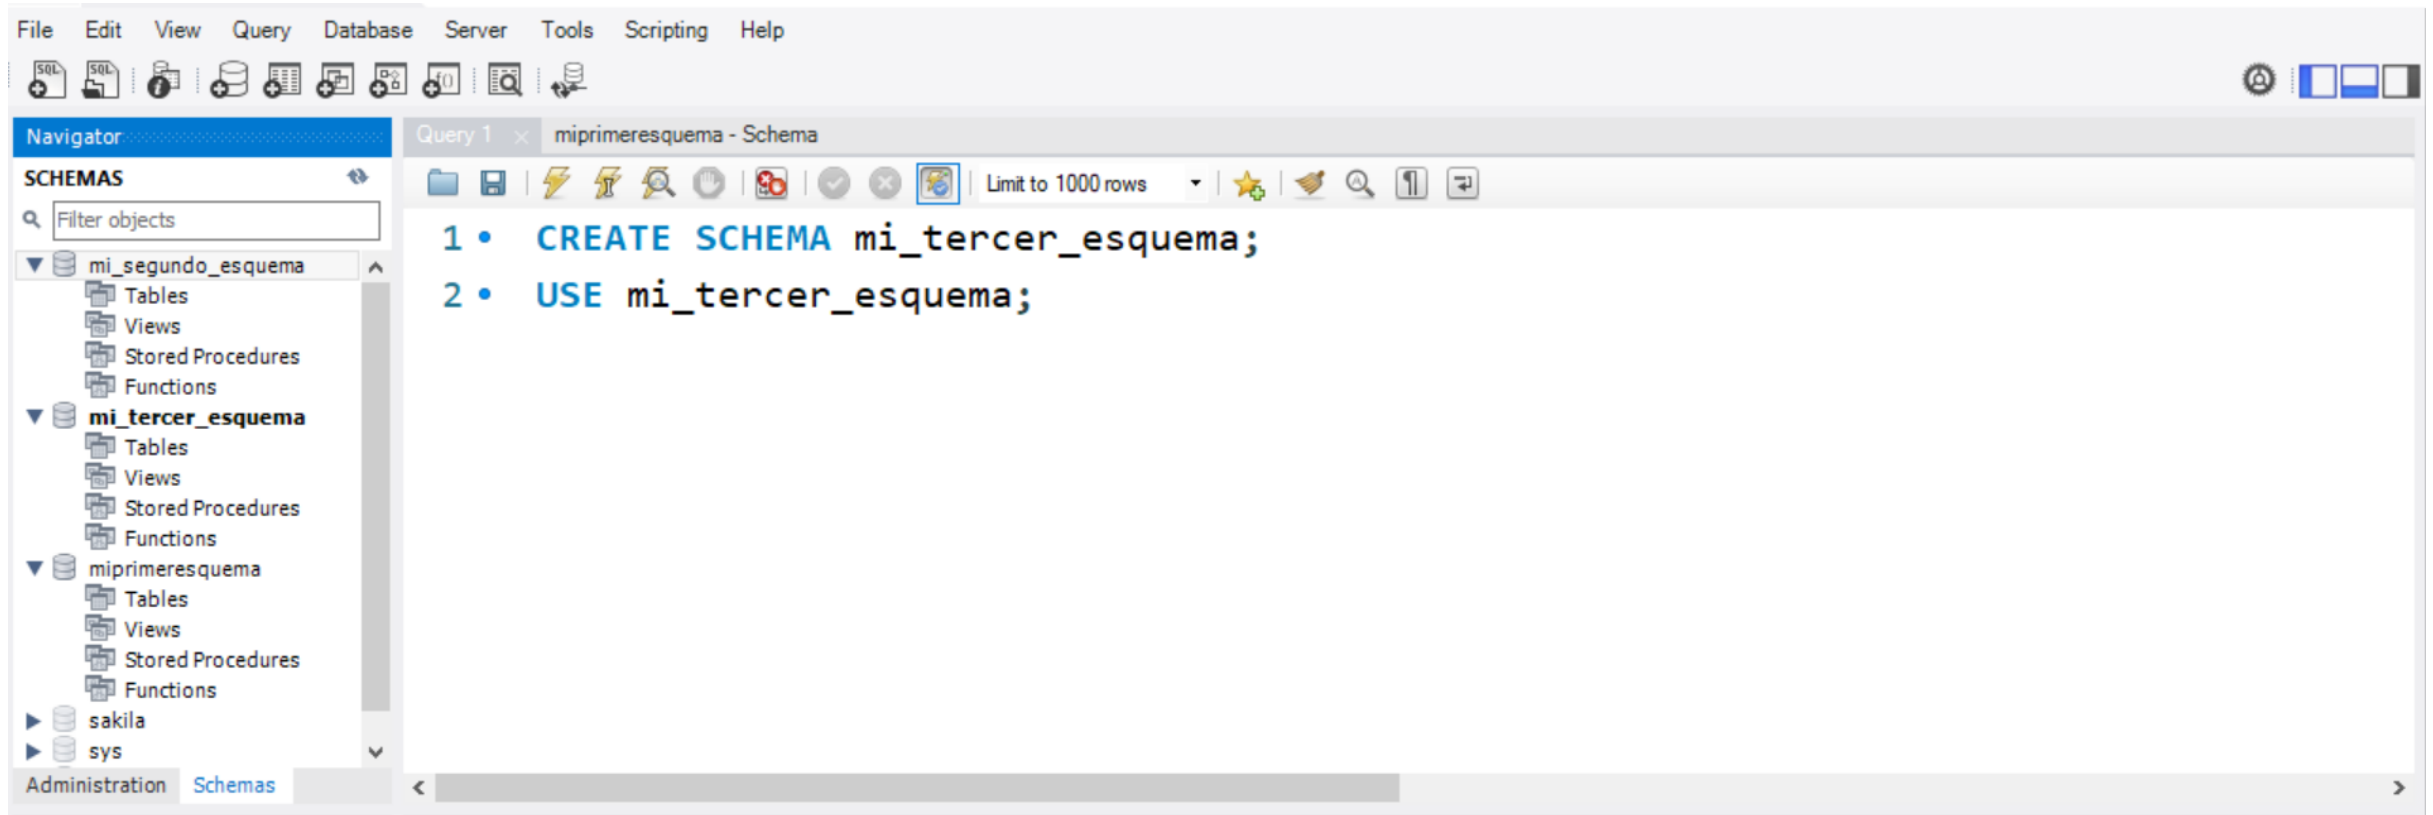 File Edit View Query Database Server Tools Scripting Help
SQL SQL
Navigator
SCHEMAS
Filter objects
mi_segundo_esquema
Tables
Views
Stored Procedures
Functions
mi_tercer_esquema
Tables
Views
Stored Procedures
Functions
miprimeresquema
Tables
Views
Stored Procedures
Functions
sakila
sys
Administration Schemas
Query 1 miprimeresquema - Schema
Limit to 1000 rows
1 CREATE SCHEMA mi_tercer_esquema;
2 USE mi_tercer_esquema;